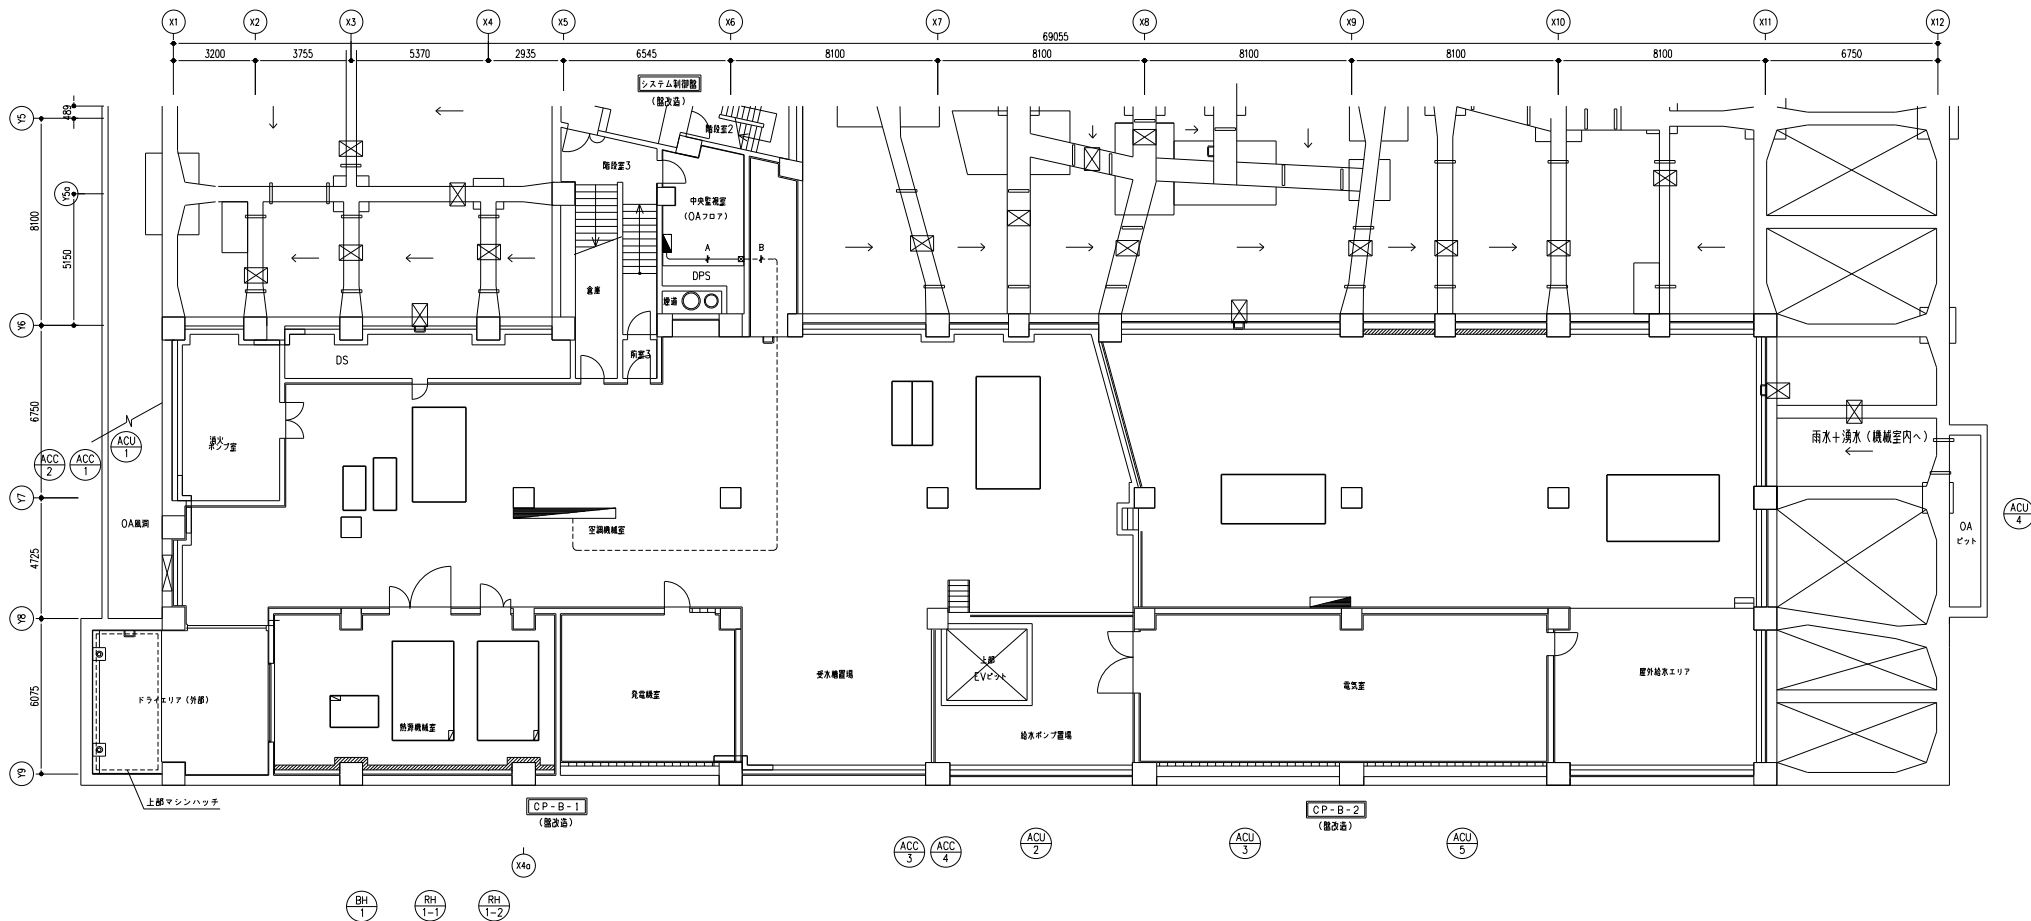 X1 X2 X3 X4 X5 X6 X7 X8 X9 X10 X11 X12
69055
3200 3755 5370 2935 6545 8100 8100 8100 8100 8100 6750
システム制御盤
(盤改造)
Y5
489
階段室2
階段室3
Y5a
中央監視室
(OAフロア)
8100
5150
A B
DPS
倉庫
煙道
Y6
前室3
DS
6750
消火
ポンプ室
ACU
1
ACC
2
ACC
1
雨水+湧水(機械室内へ)
Y7
OA風洞
空調機械室
ACU
4
OA
ピット
4725
Y8
6075
ドライエリア(外部)
熱源機械室
発電機室
受水槽置場
上部
EVピット
給水ポンプ置場
電気室
屋外給水エリア
Y9
上部マシンハッチ
CP-B-1
(盤改造)
CP-B-2
(盤改造)
ACC
3
ACC
4
ACU
2
ACU
3
ACU
5
X4a
BH
1
RH
1-1
RH
1-2